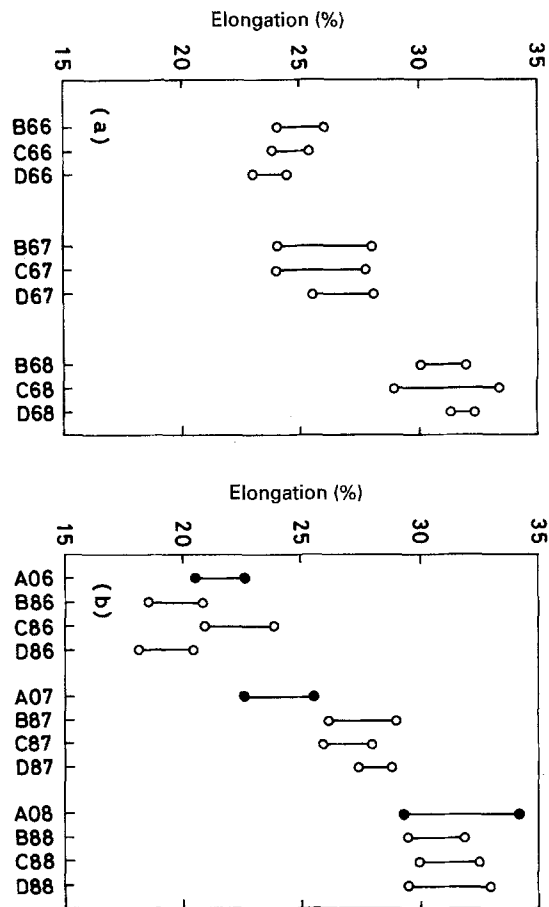 Elongation (%)
15 20 25 30 35
(a)
B66
C66
D66
B67
C67
D67
B68
C68
D68
Elongation (%)
15 20 25 30 35
(b)
A06
B86
C86
D86
A07
B87
C87
D87
A08
B88
C88
D88